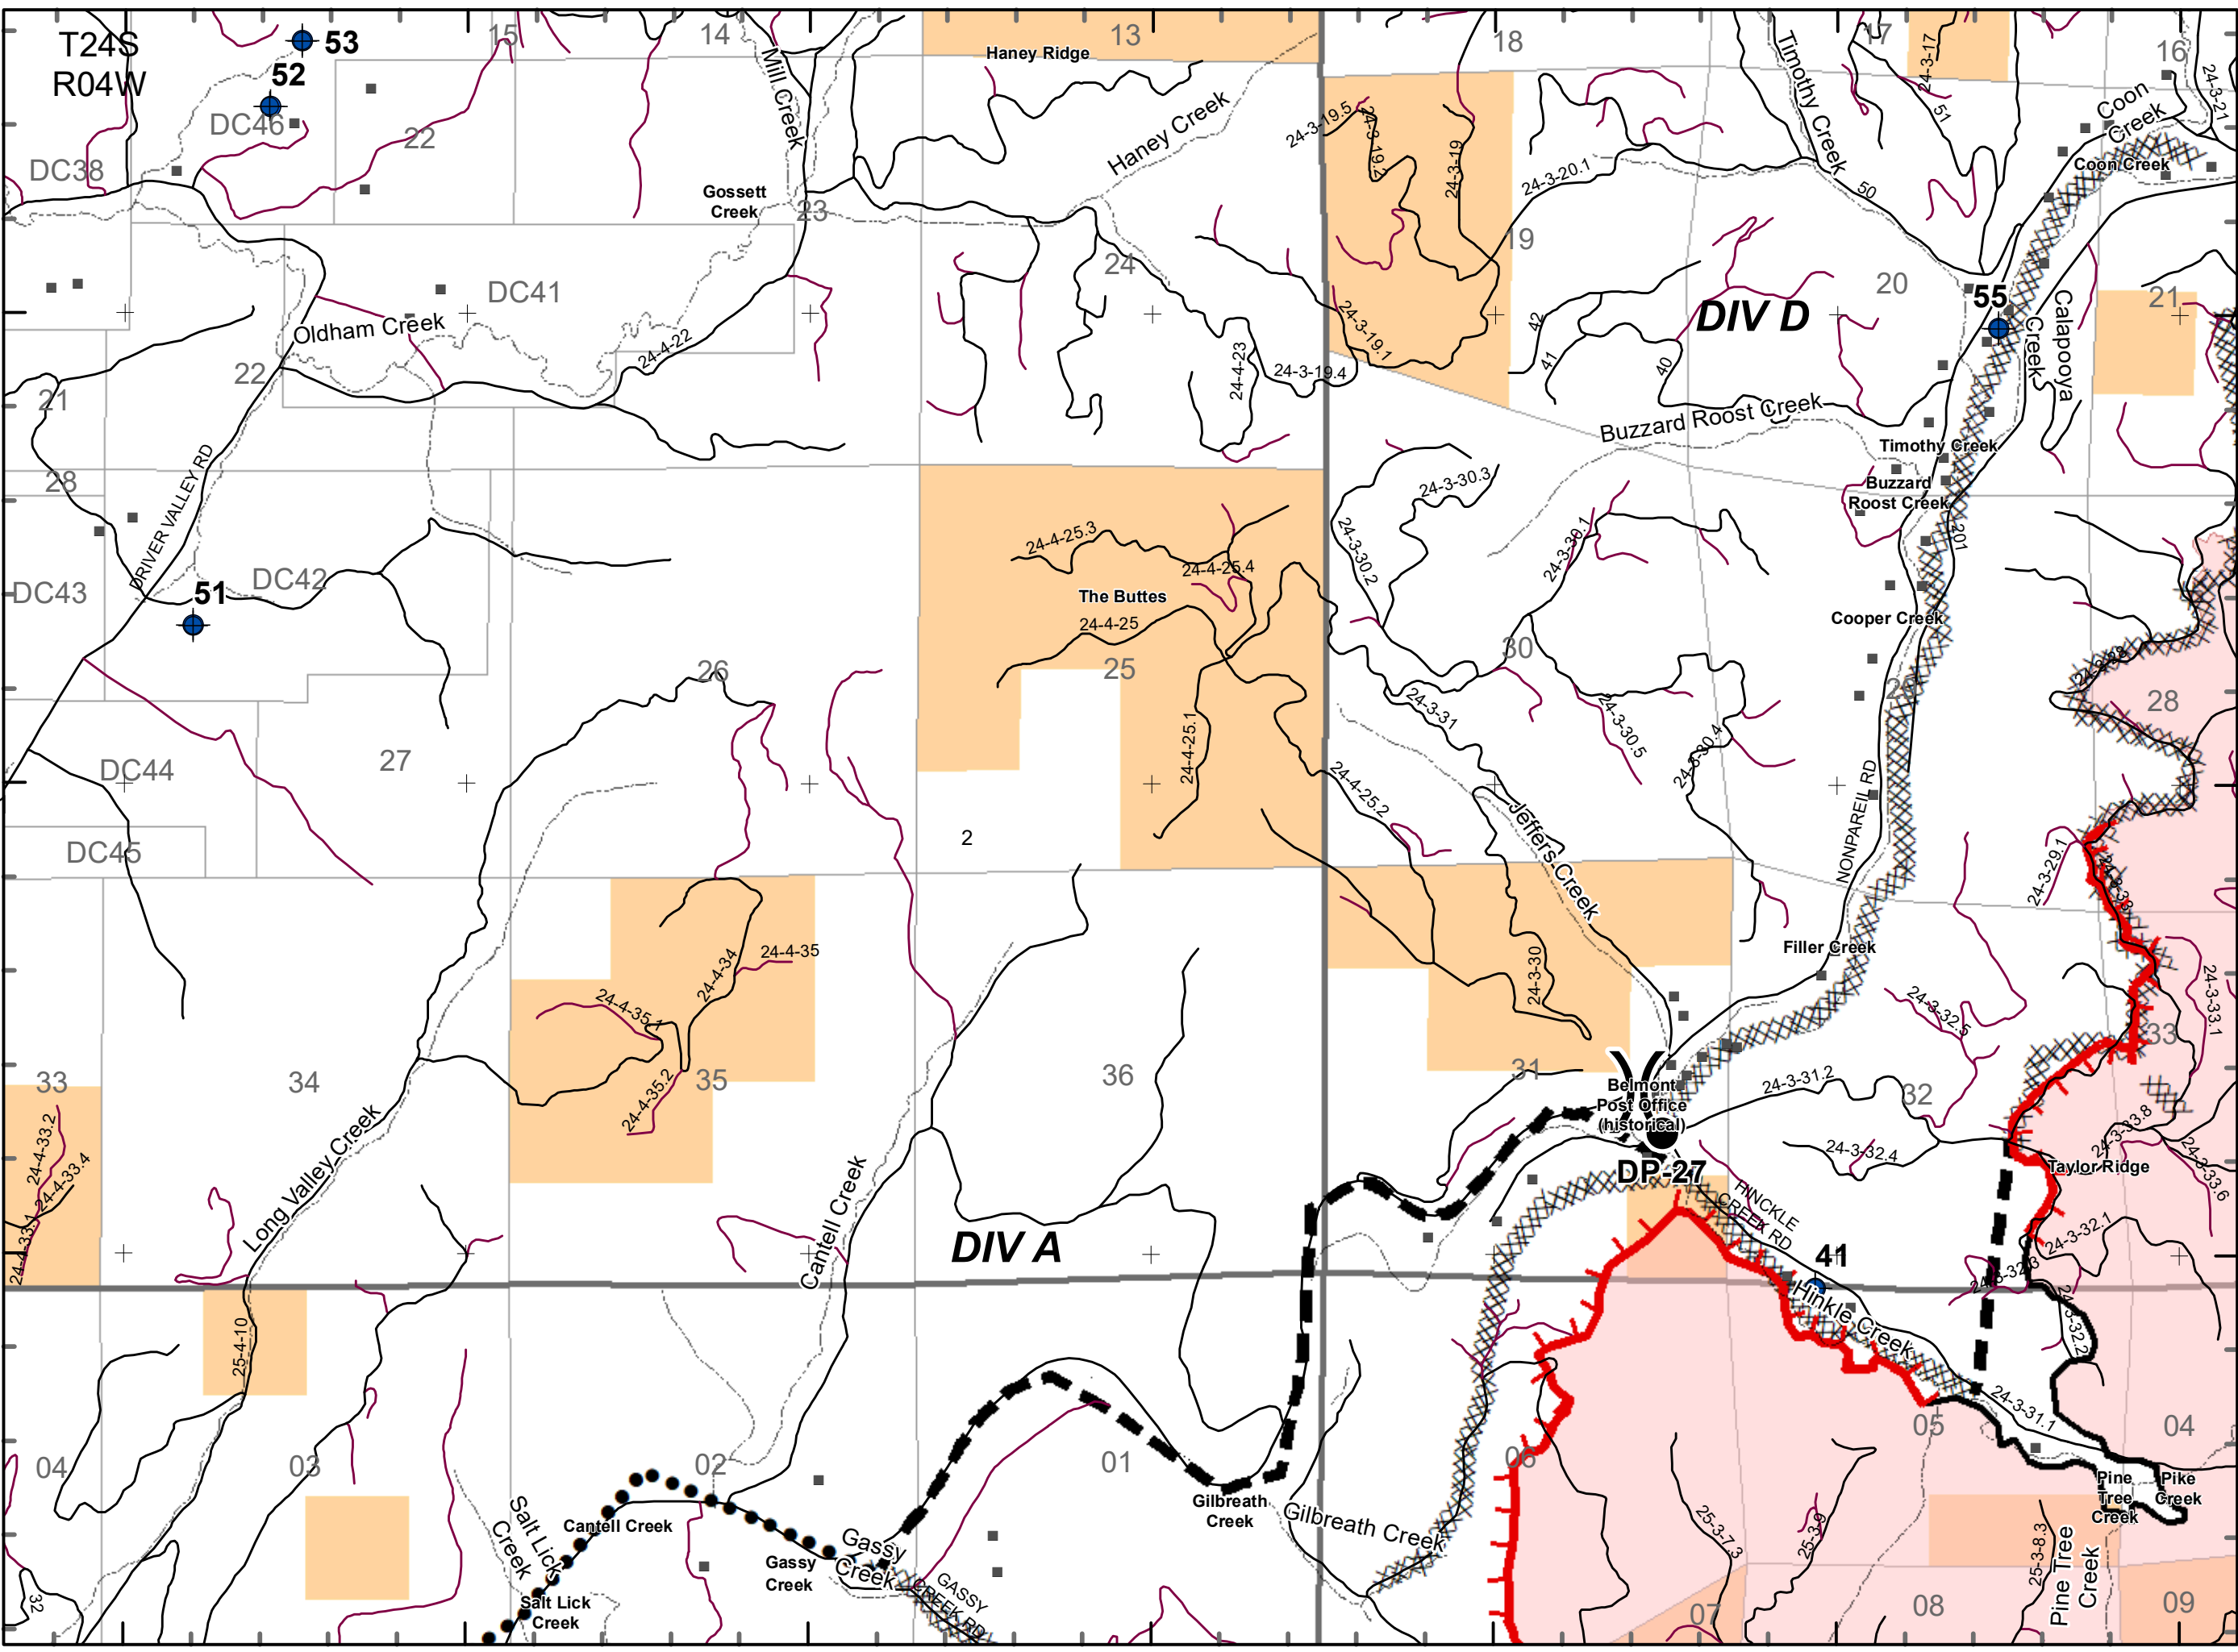 T24S
R04W
53
52
DC46
DC38
15
14
13
18
17
16
Haney Ridge
Mill Creek
Haney Creek
Timothy Creek
24-3-17
51
Coon
Creek
24-3-21
Coon Creek
22
Gossett
Creek
23
24-3-19.5
24-3-19.2
24-3-19
24-3-20.1
50
19
20
21
DC41
24
Oldham Creek
24-4-22
24-4-23
24-3-19.4
24-3-19.1
42
41
40
DIV D
55
Calapooya
Creek
22
21
Buzzard Roost Creek
Timothy Creek
Buzzard
Roost Creek
28
DRIVER VALLEY RD
24-3-30.3
24-4-25.3
24-4-25.4
24-3-30.2
24-3-30.1
201
DC43
DC42
51
The Buttes
24-4-25
Cooper Creek
25
26
30
29
24-3-28
28
24-3-31
24-3-30.5
24-3-30.4
24-4-25.1
24-4-25.2
27
DC44
DC45
2
Jeffers Creek
NONPAREIL RD
24-3-29.1
24-3-33
Filler Creek
24-4-35
24-4-34
24-4-35.1
24-4-35.2
24-3-30
24-3-32.5
24-3-33.1
33
34
35
36
31
32
33
Belmont
Post Office
(historical)
24-3-31.2
24-3-32.4
24-3-33.8
Taylor Ridge
24-3-33.6
DP-27
HINCKLE
CREEK RD
24-4-33.2
24-4-33.4
24-4-33.1
Long Valley Creek
Cantell Creek
DIV A
41
Hinkle Creek
24-3-32.1
24-3-32.3
24-3-32.2
25-4-10
24-3-31.1
04
03
02
01
06
05
04
Salt Lick
Creek
Cantell Creek
Gassy
Creek
Gassy
Creek
GASSY
CREEK RD
Gilbreath
Creek
Gilbreath Creek
Pine
Tree
Creek
Pike
Creek
Salt Lick
Creek
32
25-3-7.3
25-3-9
25-3-8.3
Pine Tree
Creek
07
08
09